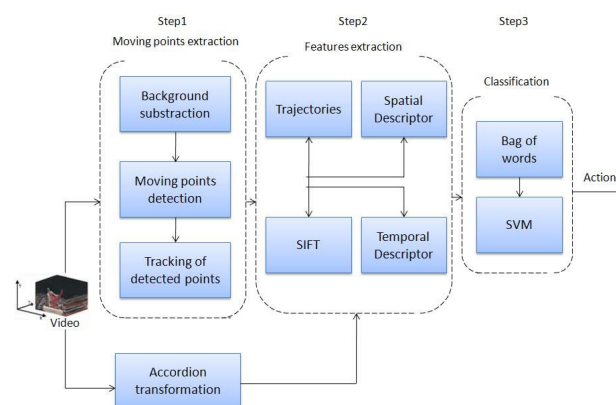 Step1
Moving points extraction
Background
substraction
Moving points
detection
Tracking of
detected points
Video
Accordion
transformation
Step2
Features extraction
Trajectories
Spatial
Descriptor
SIFT
Temporal
Descriptor
Step3
Classification
Bag of
words
SVM
Action